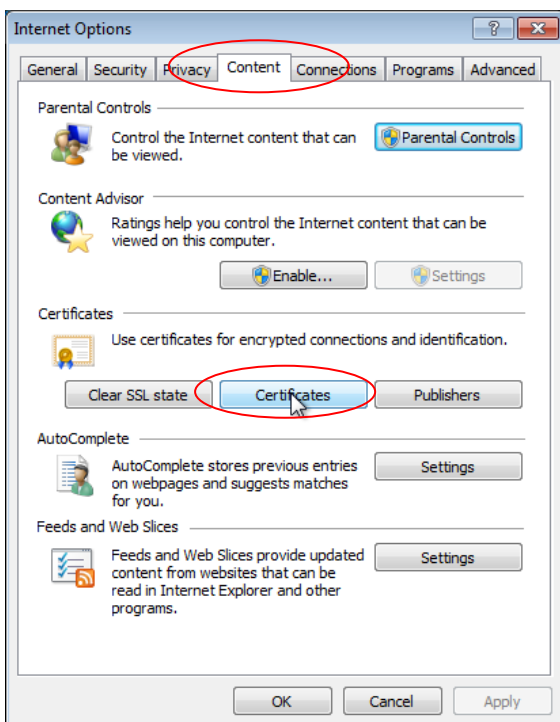 Internet Options
General Security Privacy Content Connections Programs Advanced
Parental Controls
Control the Internet content that can
be viewed.
Parental Controls
Content Advisor
Ratings help you control the Internet content that can be
viewed on this computer.
Enable... Settings
Certificates
Use certificates for encrypted connections and identification.
Clear SSL state Certificates Publishers
AutoComplete
AutoComplete stores previous entries
on webpages and suggests matches
for you.
Settings
Feeds and Web Slices
Feeds and Web Slices provide updated
content from websites that can be
read in Internet Explorer and other
programs.
Settings
OK Cancel Apply